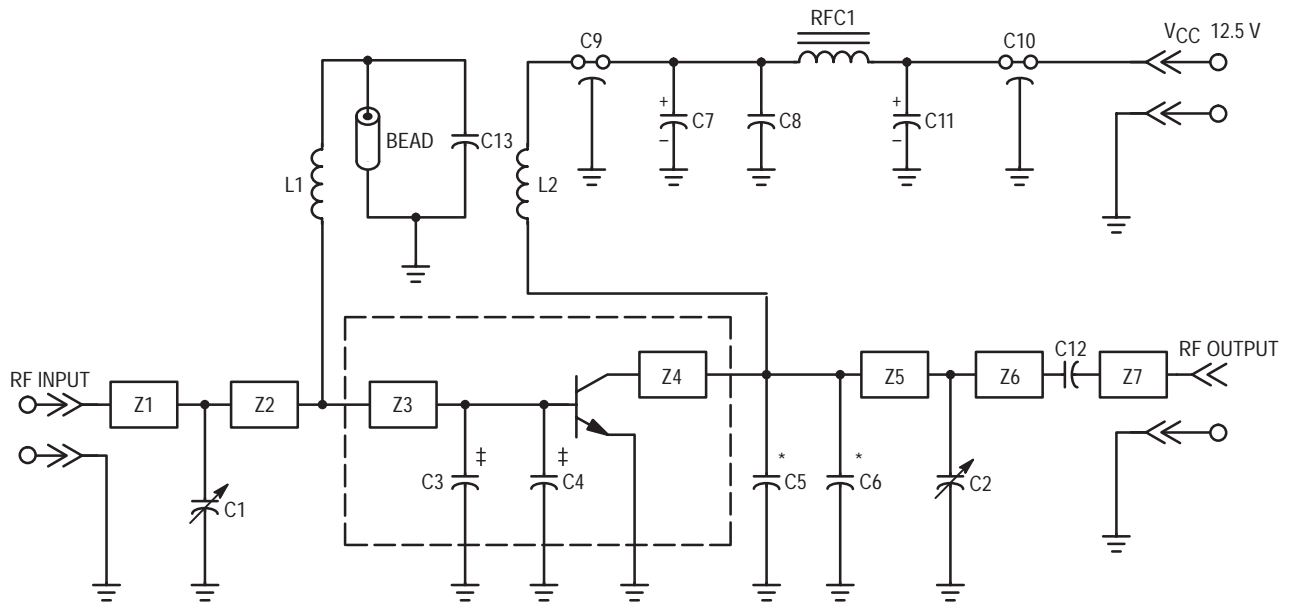 RFC1
C9
C10
VCC 12.5 V
+
C7
–
C8
+
C11
–
BEAD
C13
L1
L2
RF INPUT
Z1
Z2
Z3
Z4
Z5
Z6
C12
Z7
RF OUTPUT
C1
C3
‡
C4
‡
*
C5
*
C6
C2